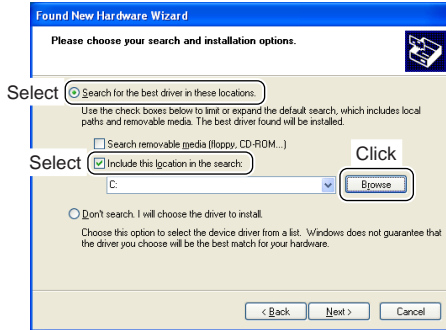 Found New Hardware Wizard
Please choose your search and installation options.
Select
Search for the best driver in these locations.
Use the check boxes below to limit or expand the default search, which includes local
paths and removable media. The best driver found will be installed.
Search removable media (floppy, CD-ROM...)
Select
Include this location in the search:
Click
C:
Browse
Don't search. I will choose the driver to install.
Choose this option to select the device driver from a list. Windows does not guarantee that
the driver you choose will be the best match for your hardware.
< Back
Next >
Cancel